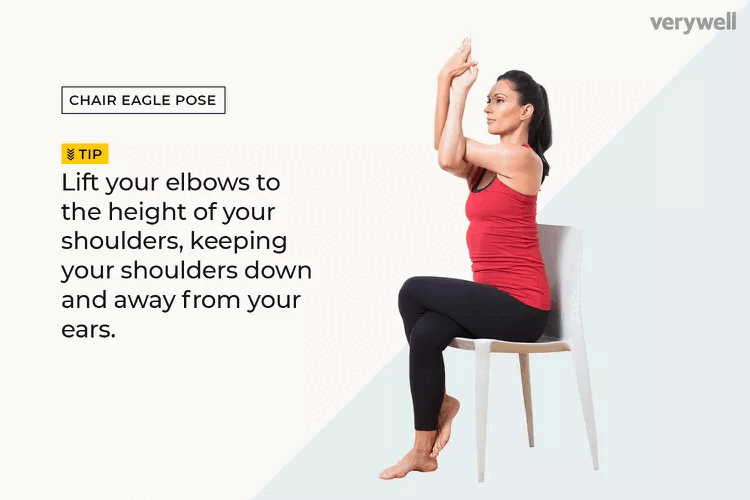 verywell
CHAIR EAGLE POSE
TIP
Lift your elbows to
the height of your
shoulders, keeping
your shoulders down
and away from your
ears.